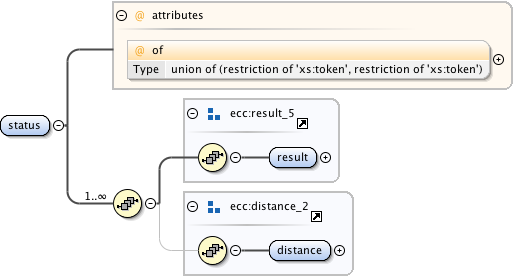 @ attributes
@ of
Type union of (restriction of 'xs:token', restriction of 'xs:token')
status
ecc:result_5
result
1..∞
ecc:distance_2
distance